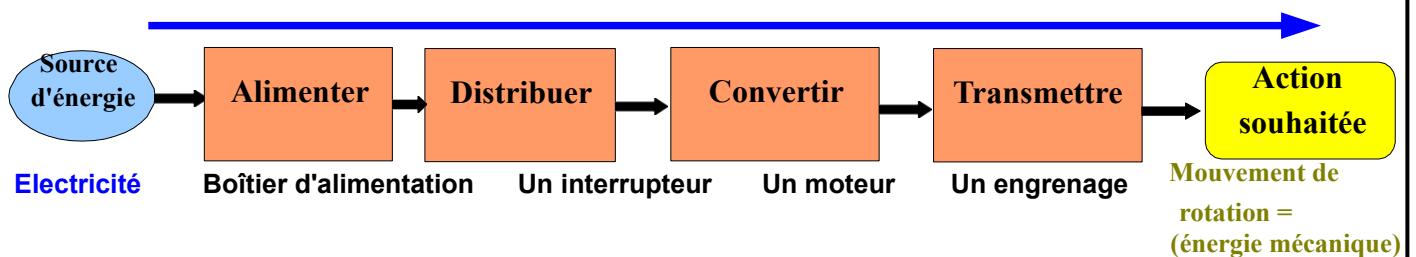 Source
d'énergie
Alimenter
Distribuer
Convertir
Transmettre
Action
souhaitée
Electricité
Boîtier d'alimentation
Un interrupteur
Un moteur
Un engrenage
Mouvement de
rotation =
(énergie mécanique)